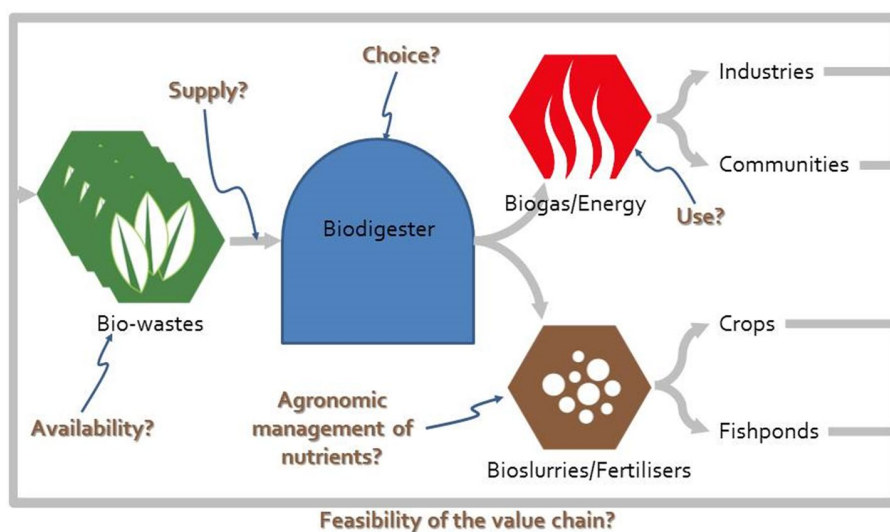 Choice?
Supply?
Industries
Communities
Biogas/Energy
Use?
Biodigester
Bio-wastes
Availability?
Agronomic
management of
nutrients?
Crops
Fishponds
Bioslurries/Fertilisers
Feasibility of the value chain?